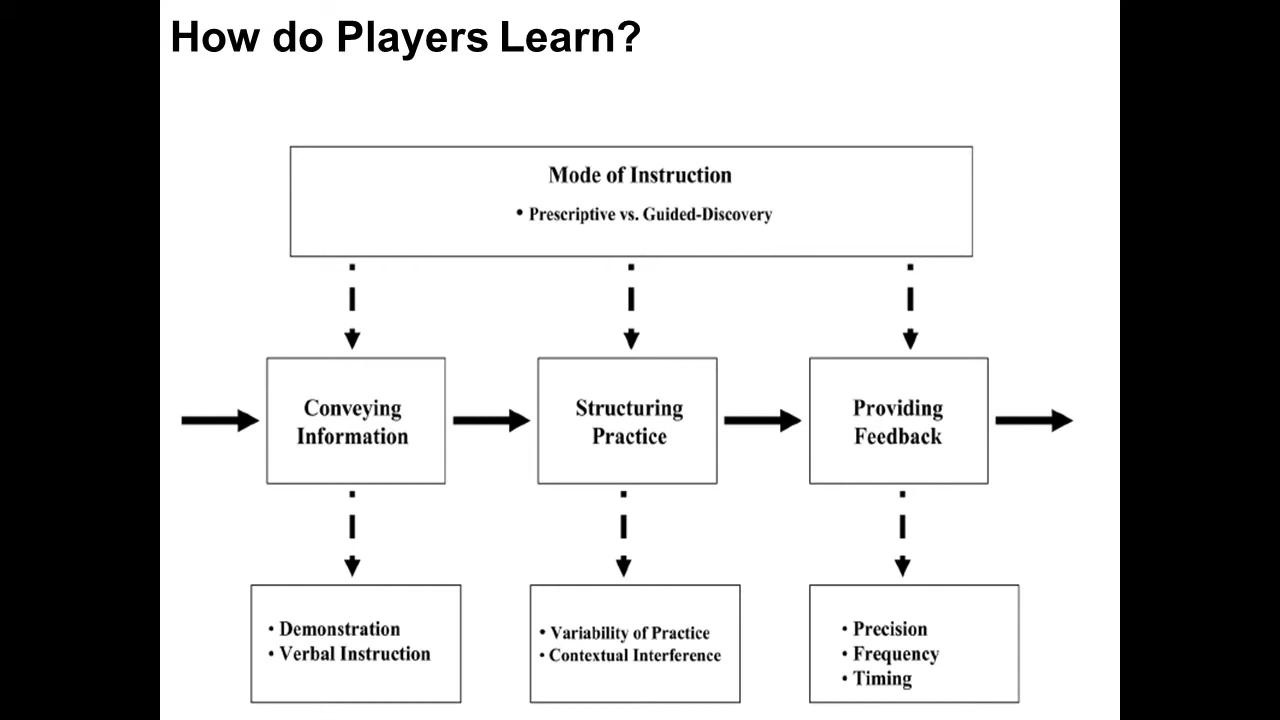 How do Players Learn?
Mode of Instruction
• Prescriptive vs. Guided-Discovery
Conveying
Information
Structuring
Practice
Providing
Feedback
• Demonstration
• Verbal Instruction
• Variability of Practice
• Contextual Interference
• Precision
• Frequency
• Timing